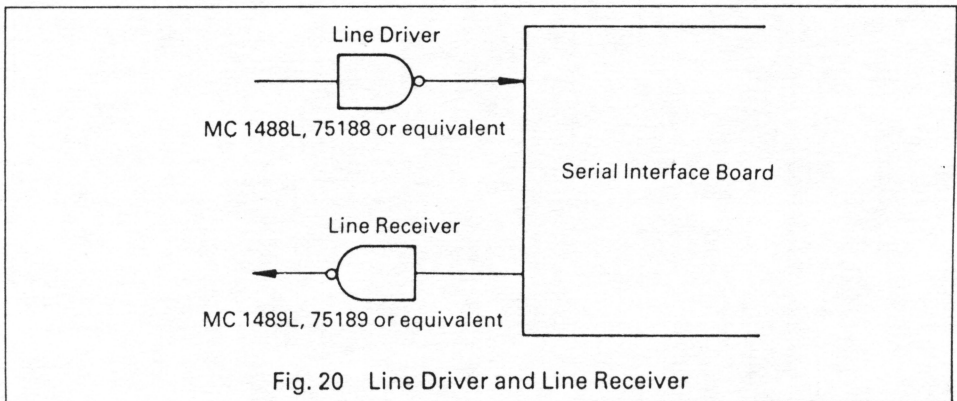 Line Driver
MC 1488L, 75188 or equivalent
Serial Interface Board
Line Receiver
MC 1489L, 75189 or equivalent
Fig. 20 Line Driver and Line Receiver